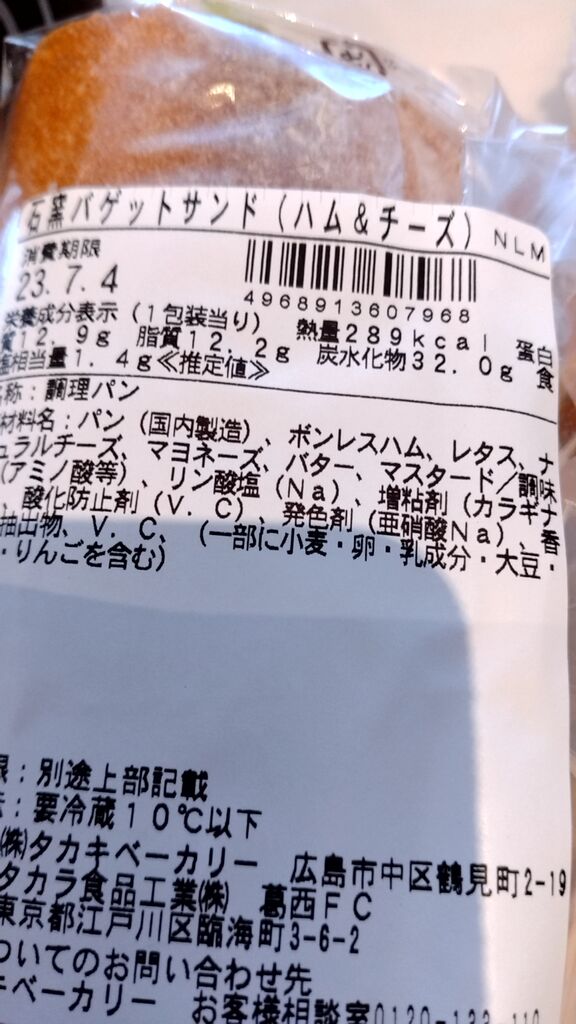 石窯バゲットサンド（ハム＆チーズ） NLM
消費期限
23.7.4
4968913607968
栄養成分表示（1包装当り） 熱量289kcal 蛋白
質12.9g 脂質12.2g 炭水化物32.0g 食
塩相当量1.4g≪推定値≫
名称：調理パン
材料名：パン（国内製造）、ボンレスハム、レタス、ナ
ュラルチーズ、マヨネーズ、バター、マスタード／調味
（アミノ酸等）、リン酸塩（Na）、増粘剤（カラギナ
酸化防止剤（V．C）、発色剤（亜硝酸Na）、香
抽出物、V．C、（一部に小麦・卵・乳成分・大豆・
・りんごを含む）
限：別途上部記載
：要冷蔵10℃以下
㈱タカキベーカリー 広島市中区鶴見町2-19
タカラ食品工業㈱ 葛西FC
東京都江戸川区臨海町3-6-2
ついてのお問い合わせ先
キベーカリー お客様相談室0120-133-110